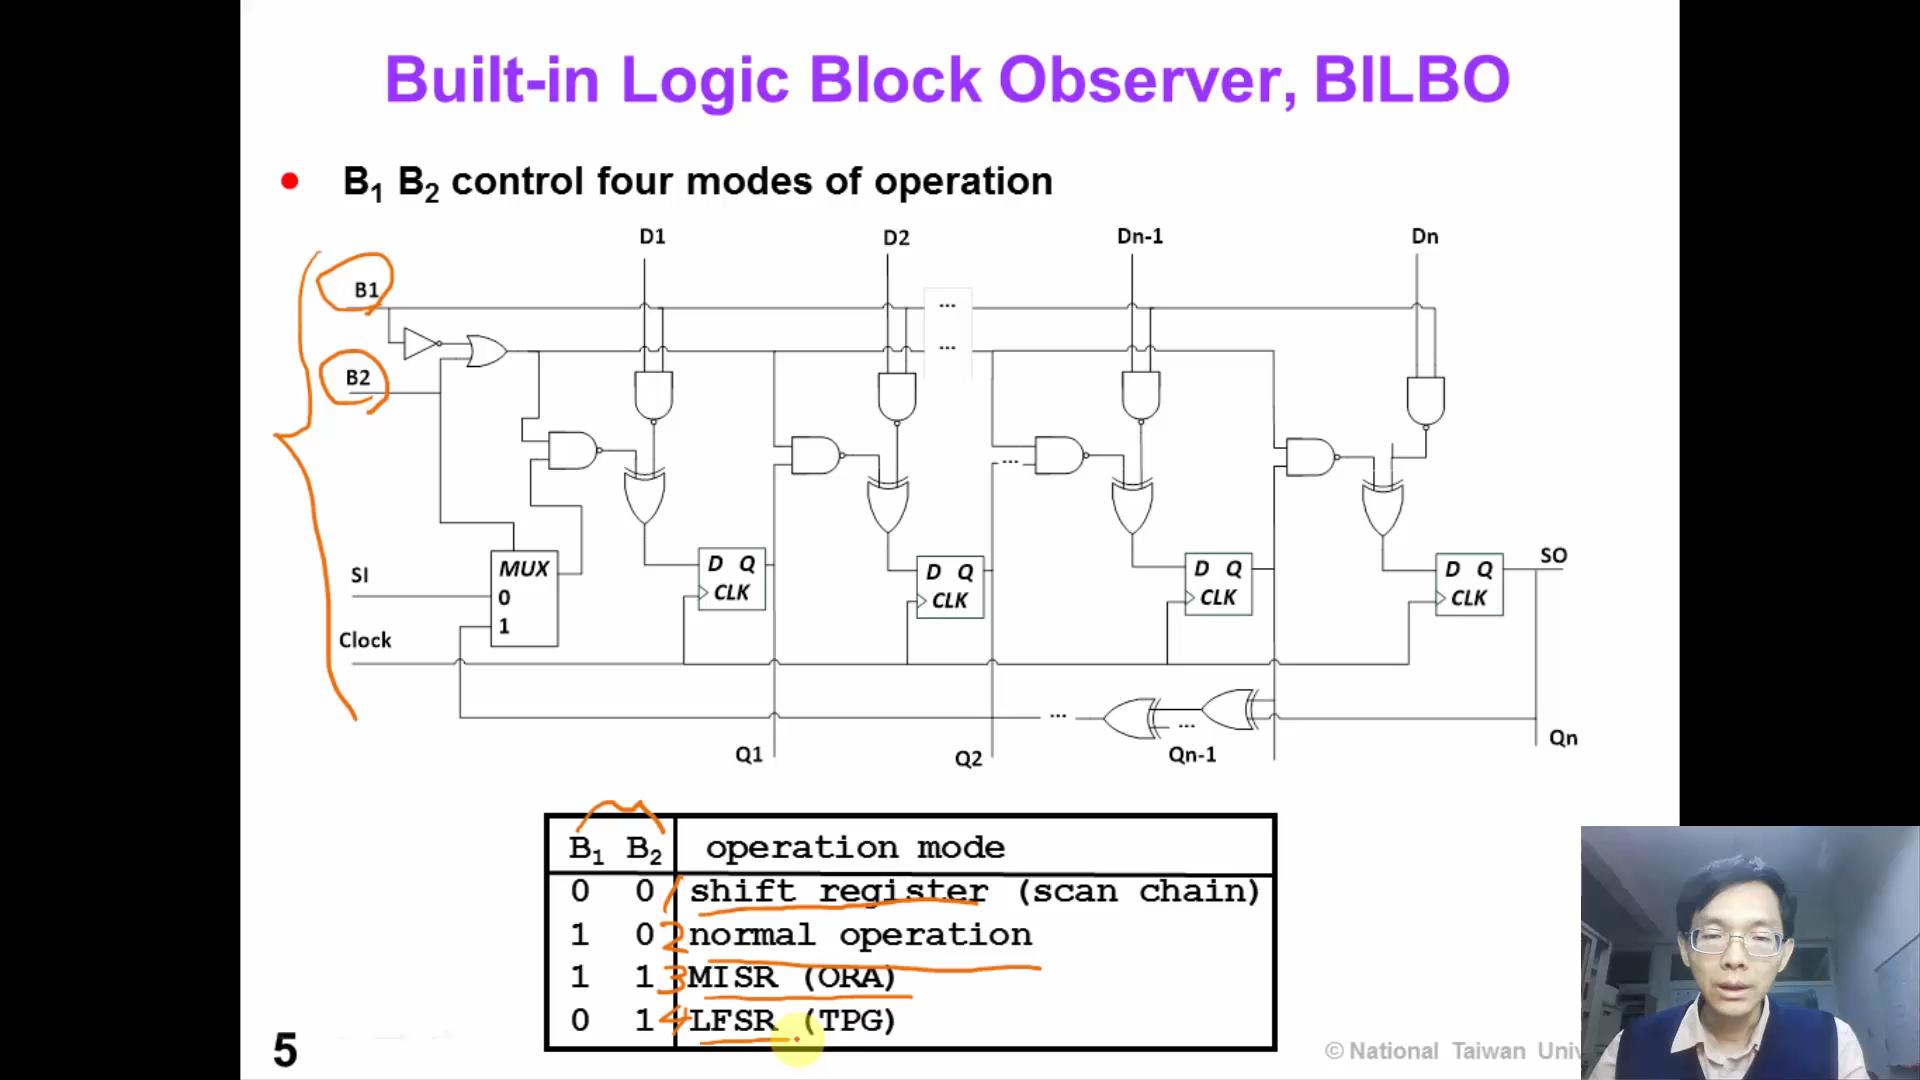 Built-in Logic Block Observer, BILBO
• B1 B2 control four modes of operation
D1 D2 Dn-1 Dn
B1
...
...
B2
...
SI
MUX
0
1
Clock
D Q
CLK
D Q
CLK
D Q
CLK
D Q
CLK
SO
...
...
Q1 Q2 Qn-1 Qn
B1 B2 operation mode
0 0 1 shift register (scan chain)
1 0 2 normal operation
1 1 3 MISR (ORA)
0 1 4 LFSR (TPG)
5
© National Taiwan